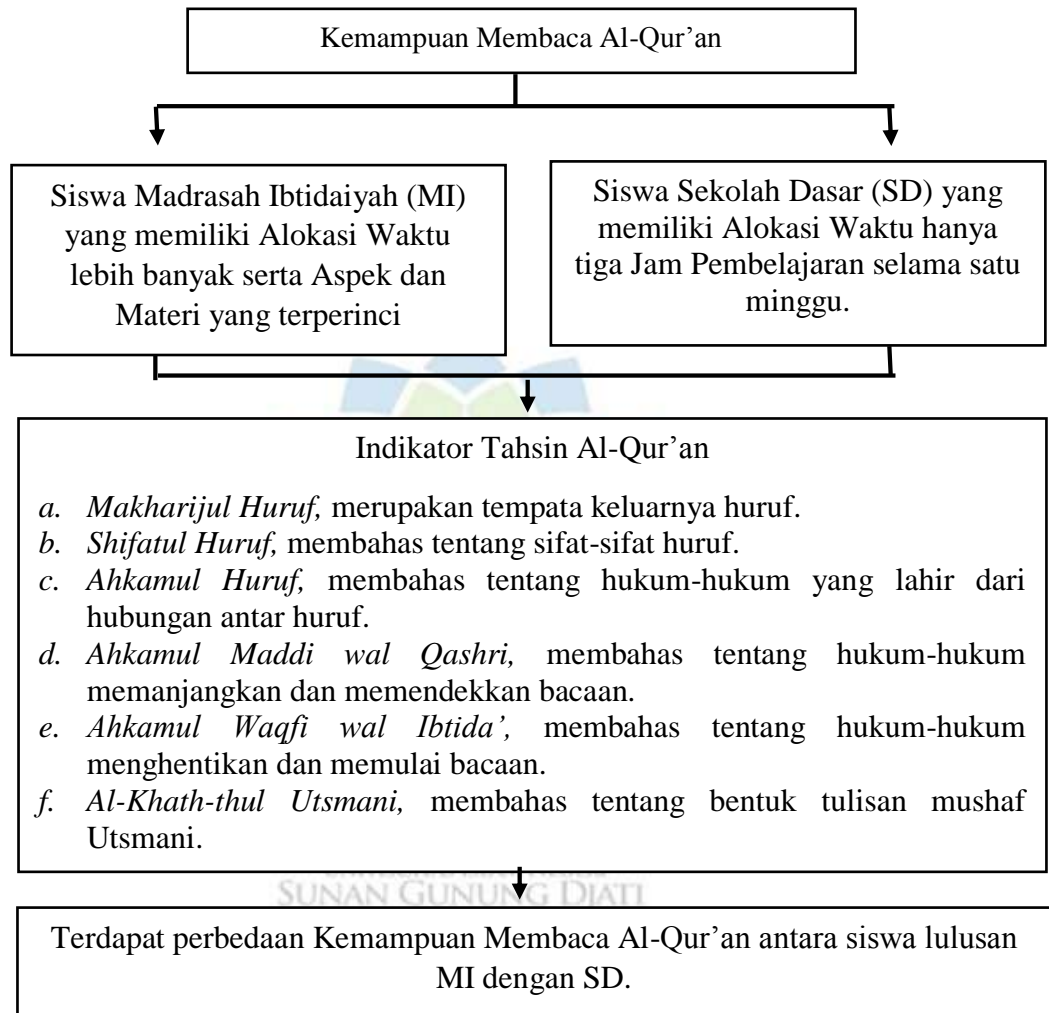 Kemampuan Membaca Al-Qur’an
Siswa Madrasah Ibtidaiyah (MI)
yang memiliki Alokasi Waktu
lebih banyak serta Aspek dan
Materi yang terperinci
Siswa Sekolah Dasar (SD) yang
memiliki Alokasi Waktu hanya
tiga Jam Pembelajaran selama satu
minggu.
Indikator Tahsin Al-Qur’an
a. Makharijul Huruf, merupakan tempata keluarnya huruf.
b. Shifatul Huruf, membahas tentang sifat-sifat huruf.
c. Ahkamul Huruf, membahas tentang hukum-hukum yang lahir dari
hubungan antar huruf.
d. Ahkamul Maddi wal Qashri, membahas tentang hukum-hukum
memanjangkan dan memendekkan bacaan.
e. Ahkamul Waqfi wal Ibtida’, membahas tentang hukum-hukum
menghentikan dan memulai bacaan.
f. Al-Khath-thul Utsmani, membahas tentang bentuk tulisan mushaf
Utsmani.
SUNAN GUNUNG DJATI
Terdapat perbedaan Kemampuan Membaca Al-Qur’an antara siswa lulusan
MI dengan SD.